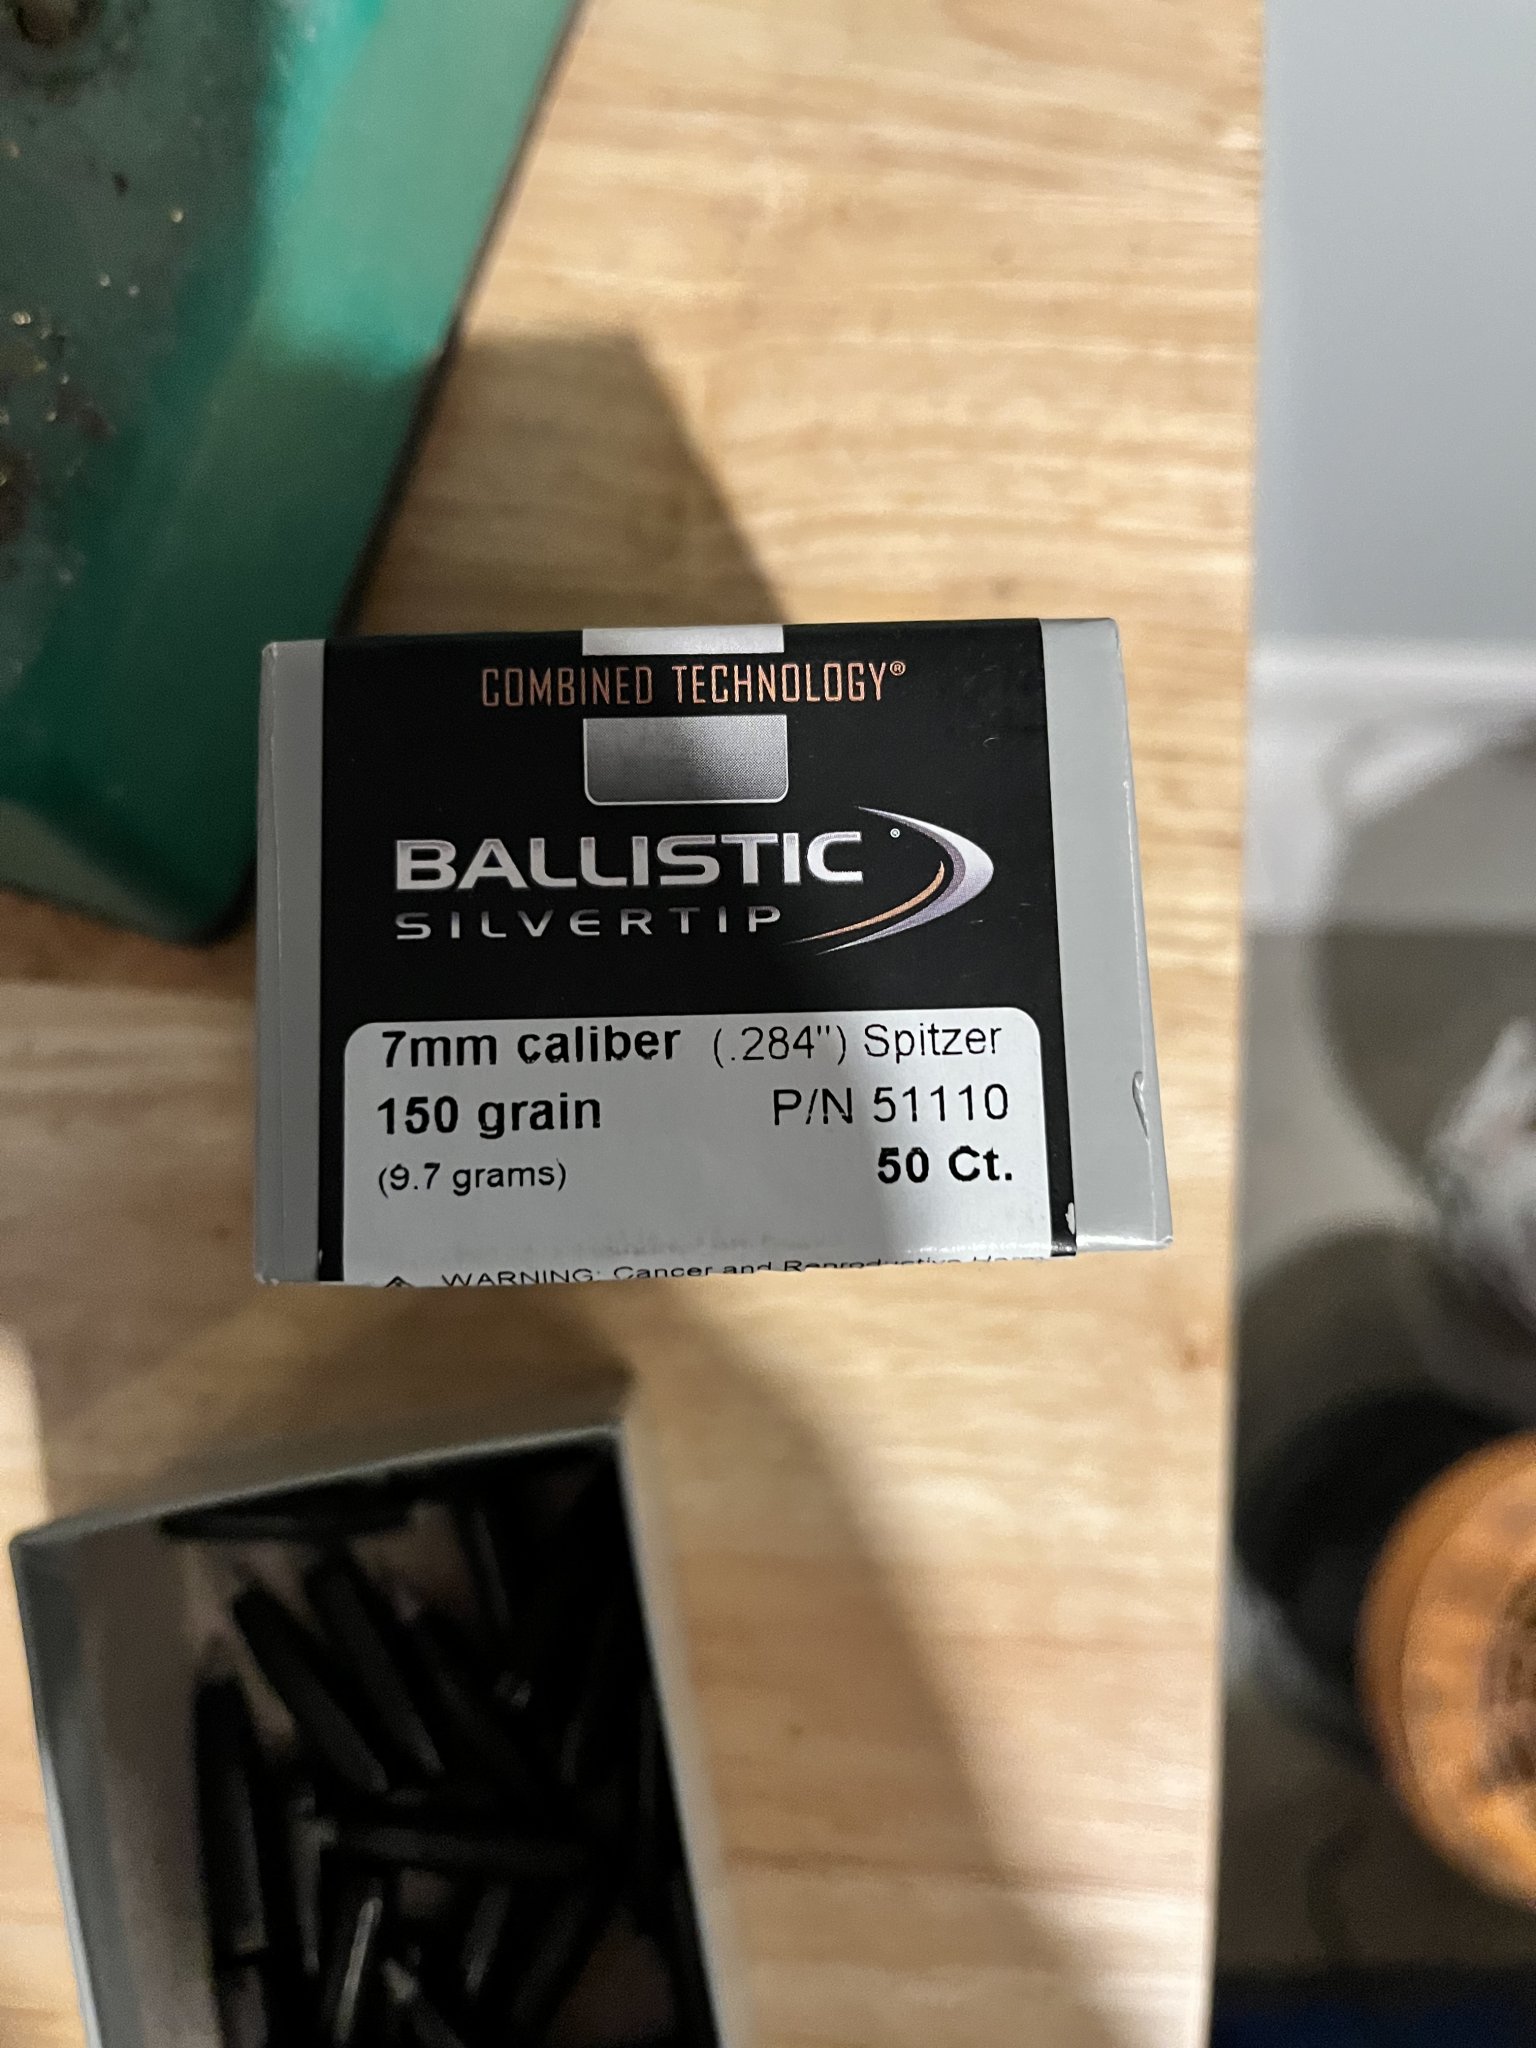 COMBINED TECHNOLOGY®
BALLISTIC®
SILVERTIP
7mm caliber (.284") Spitzer
150 grain P/N 51110
(9.7 grams) 50 Ct.
WARNING: Cancer and Reproductive Harm